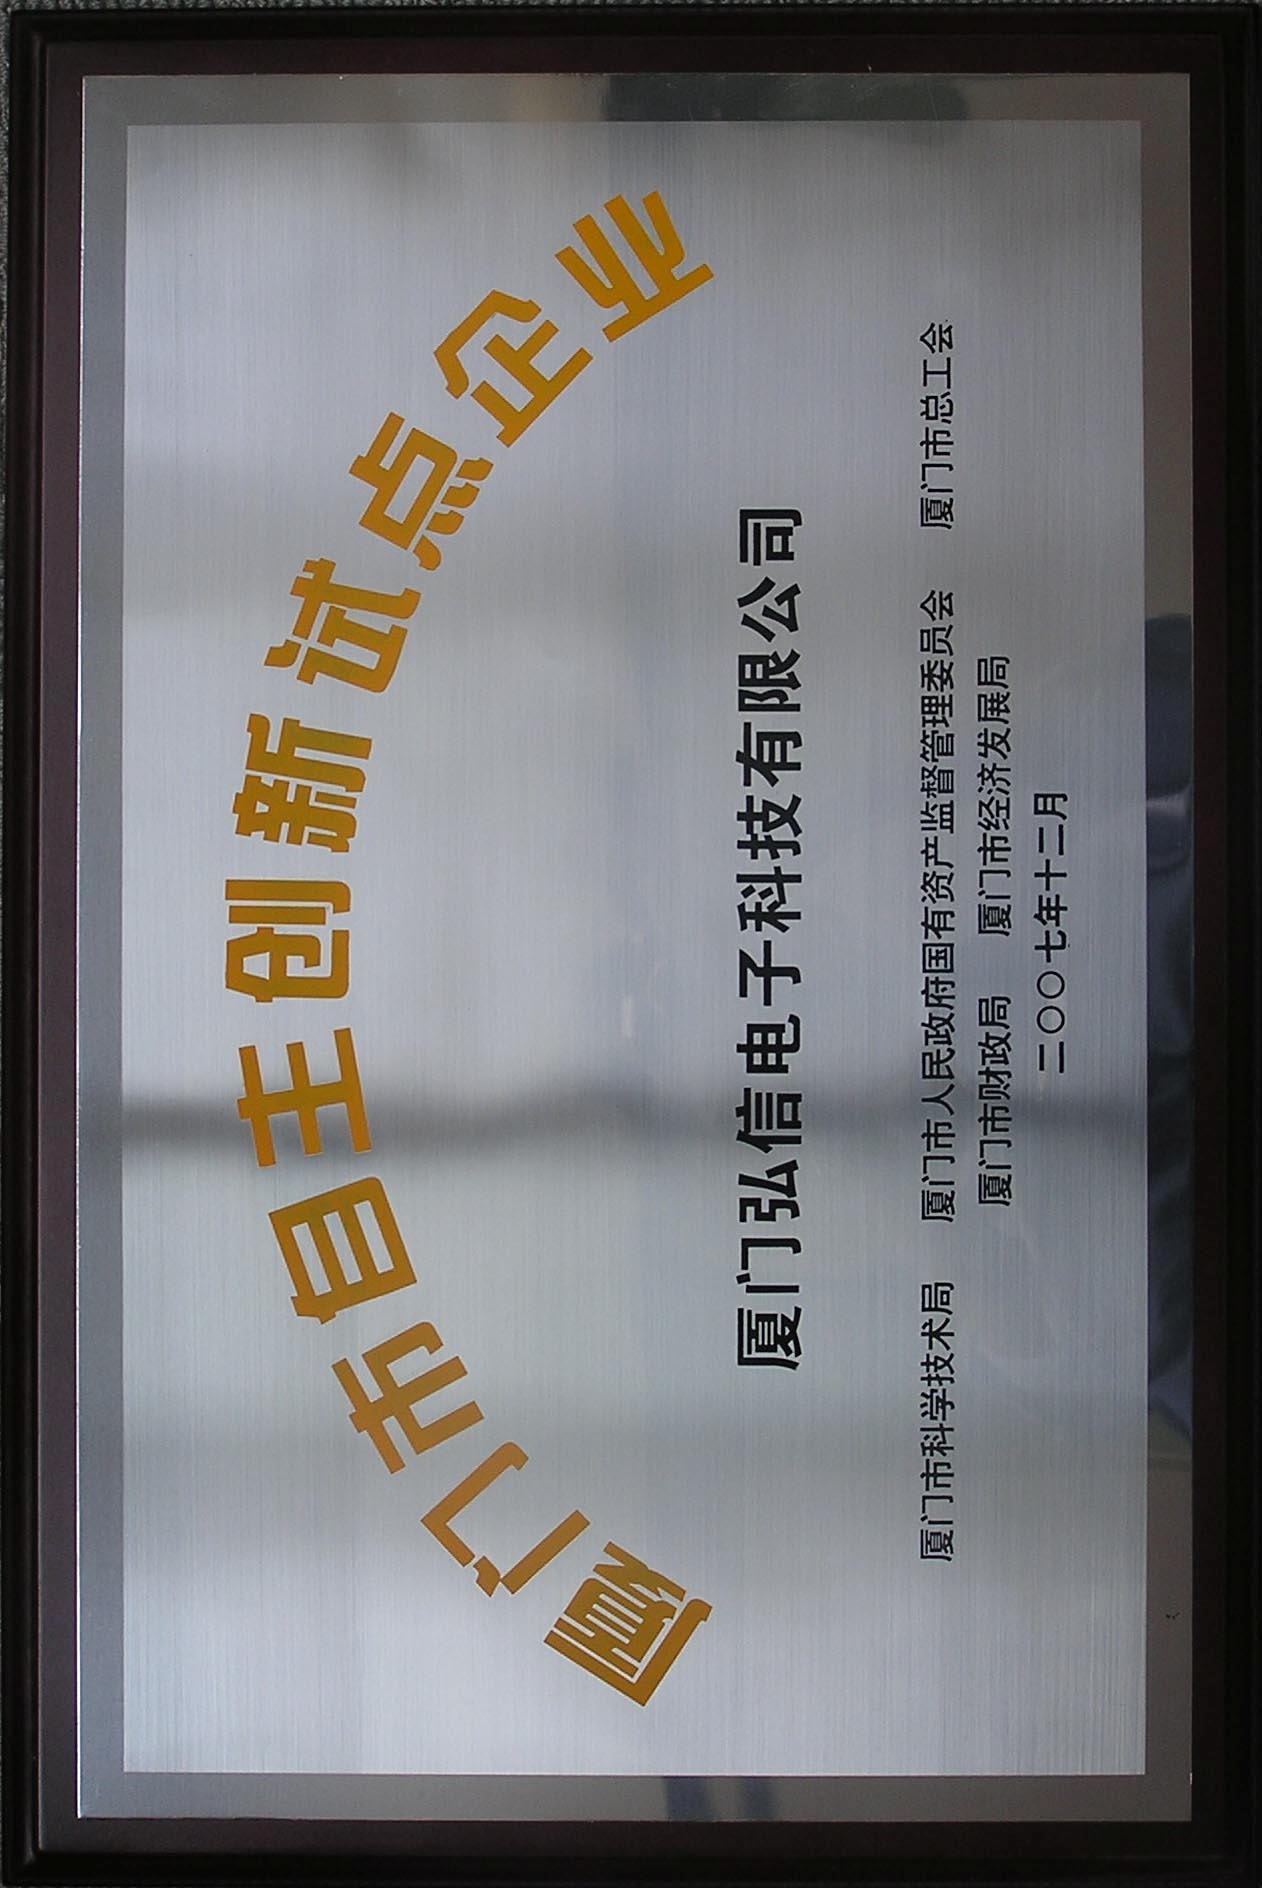 厦门市自主创新试点企业
厦门弘信电子科技有限公司
厦门市科学技术局 厦门市人民政府国有资产监督管理委员会 厦门市总工会
厦门市财政局 厦门市经济发展局
二〇〇七年十二月